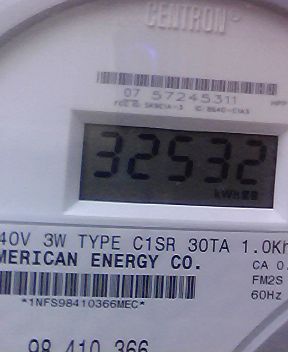 CENTRON
07 57245311
32532
kWh
40V 3W TYPE C1SR 30TA 1.0Kh
MERICAN ENERGY CO.
CA 0.
FM2S
60Hz
*1NFS98410366MEC*
98 410 366